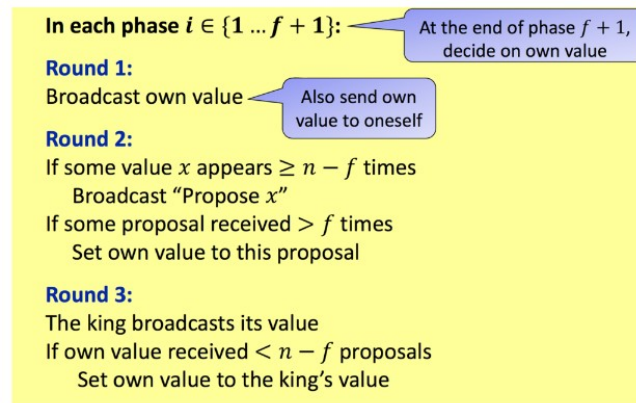 In each phase i ∈ {1 … f + 1}:
At the end of phase f + 1,
decide on own value
Round 1:
Broadcast own value
Also send own
value to oneself
Round 2:
If some value x appears ≥ n − f times
Broadcast “Propose x”
If some proposal received > f times
Set own value to this proposal
Round 3:
The king broadcasts its value
If own value received < n − f proposals
Set own value to the king’s value